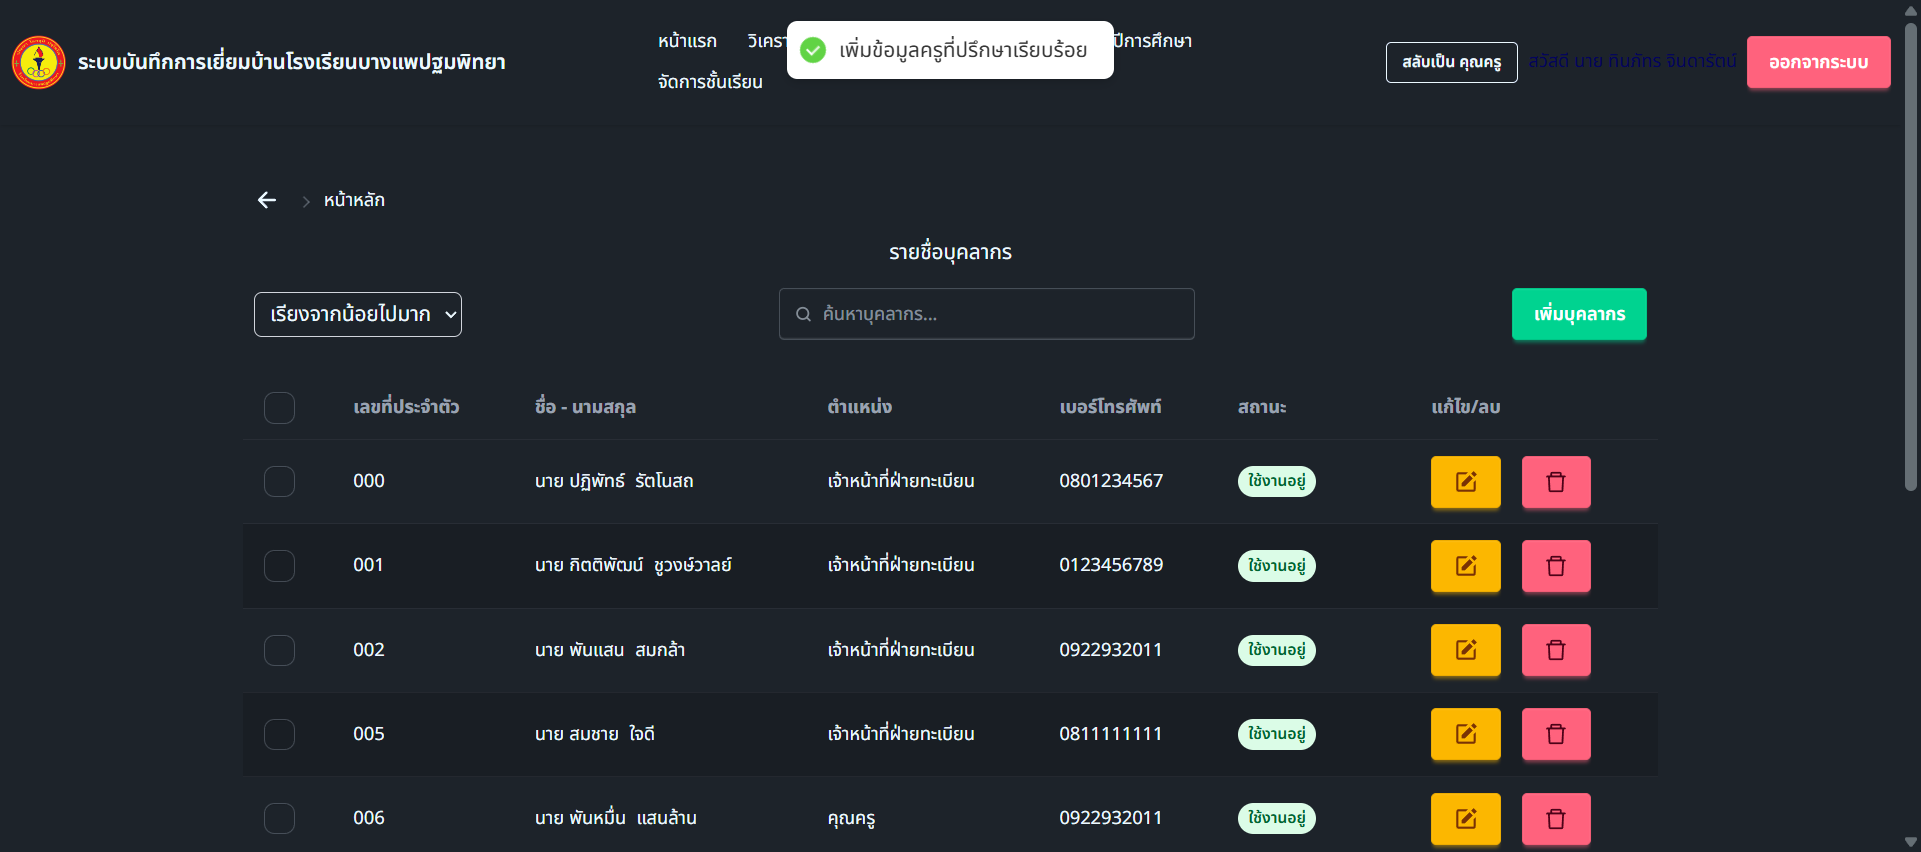 ระบบบันทึกการเยี่ยมบ้านโรงเรียนบางแพปฐมพิทยา
หน้าแรก
ปีการศึกษา
จัดการชั้นเรียน
เพิ่มข้อมูลครูที่ปรึกษาเรียบร้อย
สลับเป็น คุณครู
สวัสดี นาย ทินภัทร จินดารัตน์
ออกจากระบบ
หน้าหลัก
รายชื่อบุคลากร
เรียงจากน้อยไปมาก
ค้นหาบุคลากร...
เพิ่มบุคลากร
เลขที่ประจำตัว ชื่อ - นามสกุล ตำแหน่ง เบอร์โทรศัพท์ สถานะ แก้ไข/ลบ
000 นาย ปฏิพัทธ์ รัตโนสถ เจ้าหน้าที่ฝ่ายทะเบียน 0801234567 ใช้งานอยู่
001 นาย กิตติพัฒน์ ชูวงษ์วาลย์ เจ้าหน้าที่ฝ่ายทะเบียน 0123456789 ใช้งานอยู่
002 นาย พันแสน สมกล้า เจ้าหน้าที่ฝ่ายทะเบียน 0922932011 ใช้งานอยู่
005 นาย สมชาย ใจดี เจ้าหน้าที่ฝ่ายทะเบียน 0811111111 ใช้งานอยู่
006 นาย พันหมื่น แสนล้าน คุณครู 0922932011 ใช้งานอยู่